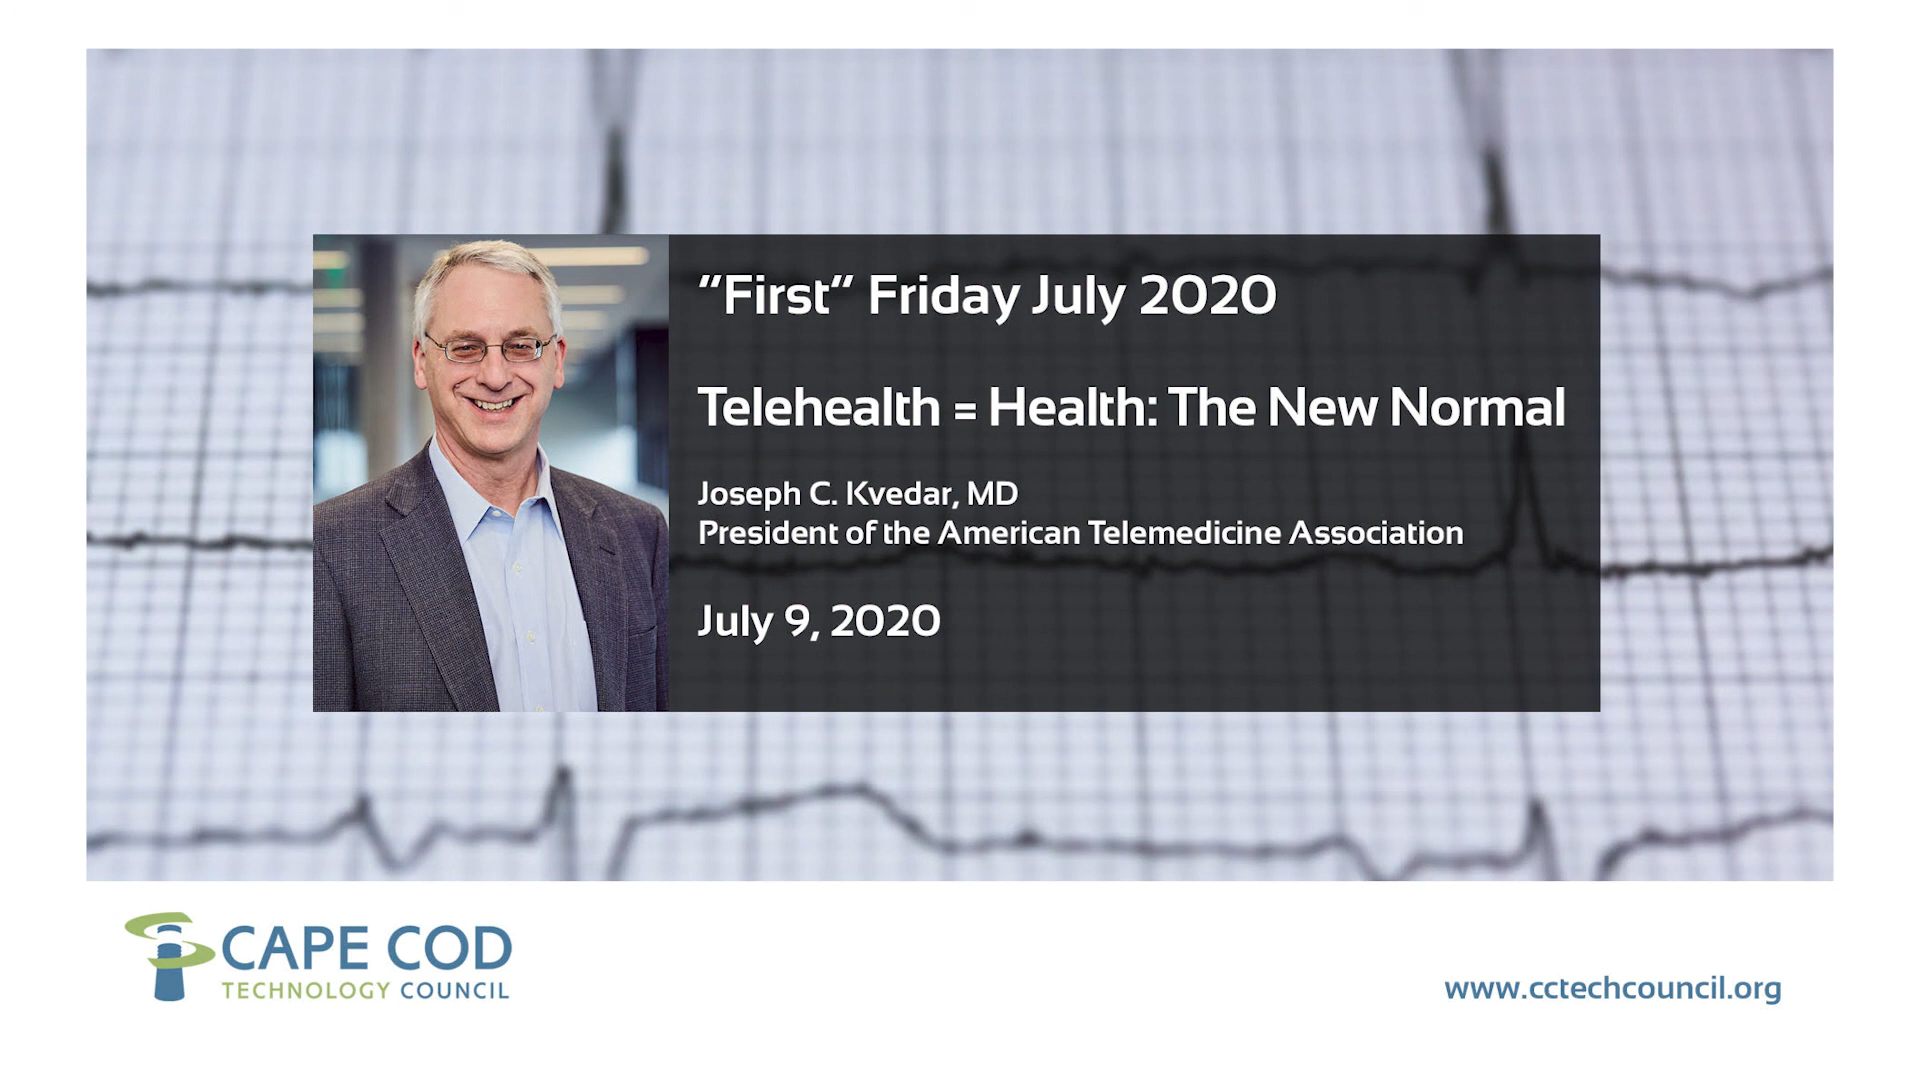 ”First“ Friday July 2020
Telehealth = Health: The New Normal
Joseph C. Kvedar, MD
President of the American Telemedicine Association
July 9, 2020
CAPE COD
TECHNOLOGY COUNCIL
www.cctechcouncil.org